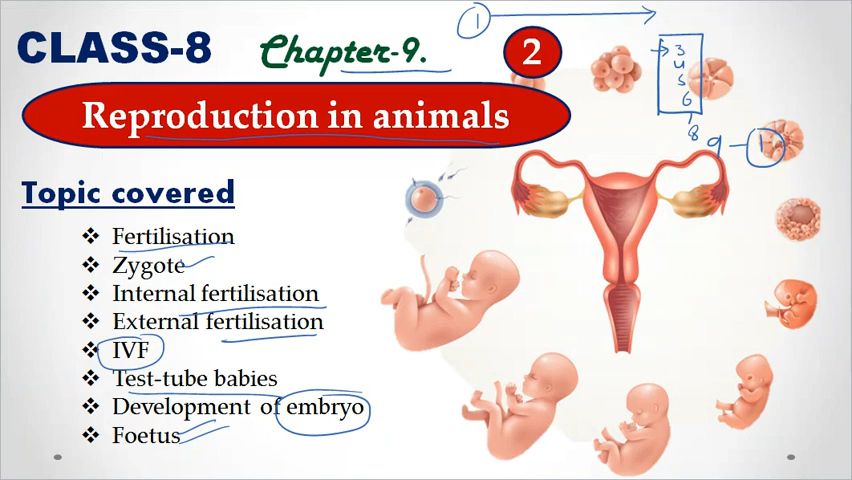 CLASS-8
Chapter-9.
2
Reproduction in animals
Topic covered
❖ Fertilisation
❖ Zygote
❖ Internal fertilisation
❖ External fertilisation
❖ IVF
❖ Test-tube babies
❖ Development of embryo
❖ Foetus
1
3
4
5
6
8
9 - 1